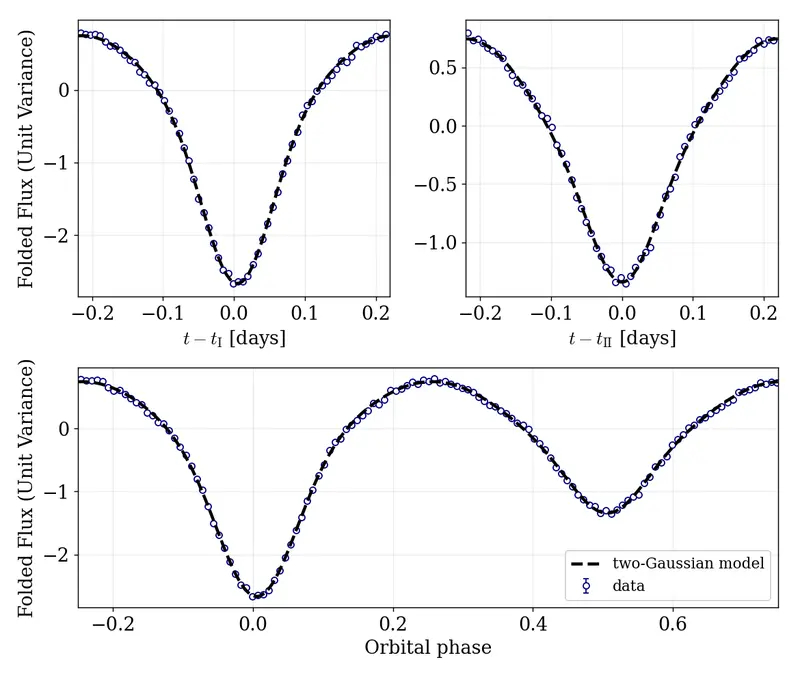 Folded Flux (Unit Variance)
0
−1
−2
−0.2 −0.1 0.0 0.1 0.2
t − t_I [days]
0.5
0.0
−0.5
−1.0
−0.2 −0.1 0.0 0.1 0.2
t − t_II [days]
Folded Flux (Unit Variance)
0
−1
−2
−0.2 0.0 0.2 0.4 0.6
Orbital phase
two-Gaussian model
data